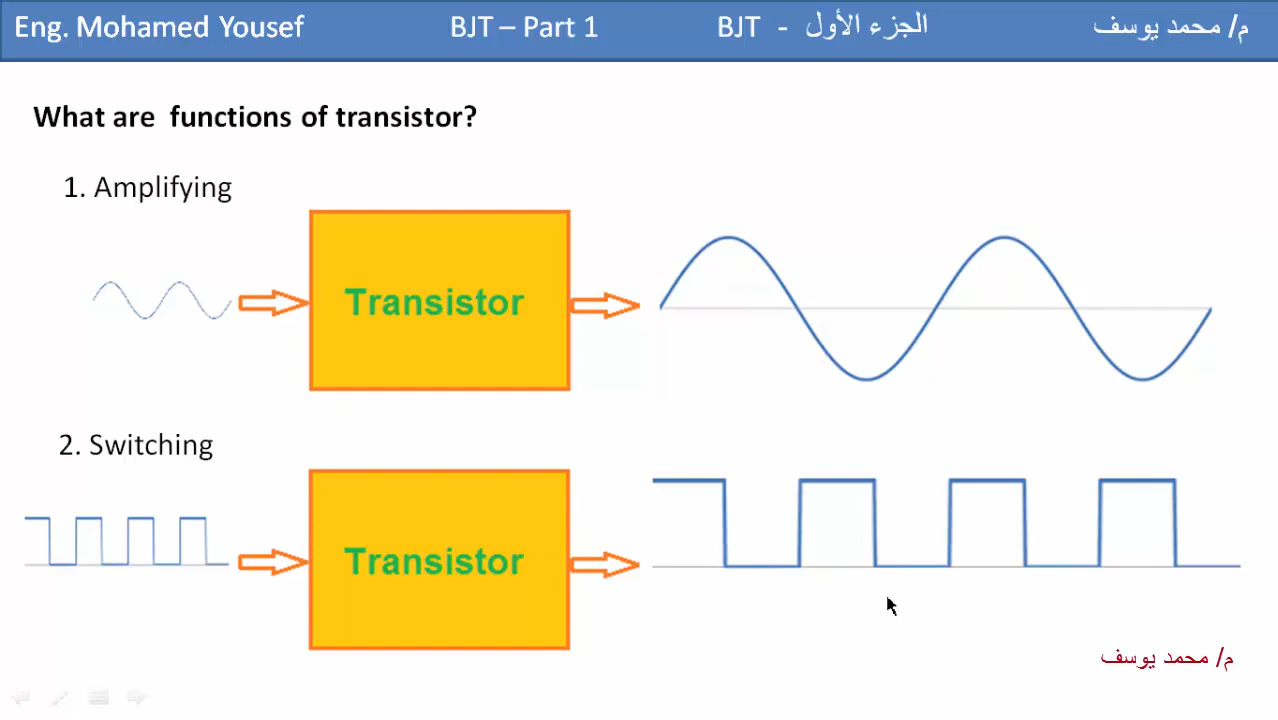 Eng. Mohamed Yousef BJT – Part 1 BJT - الجزء الأول م/ محمد يوسف
What are functions of transistor?
1. Amplifying
Transistor
2. Switching
Transistor
م/ محمد يوسف